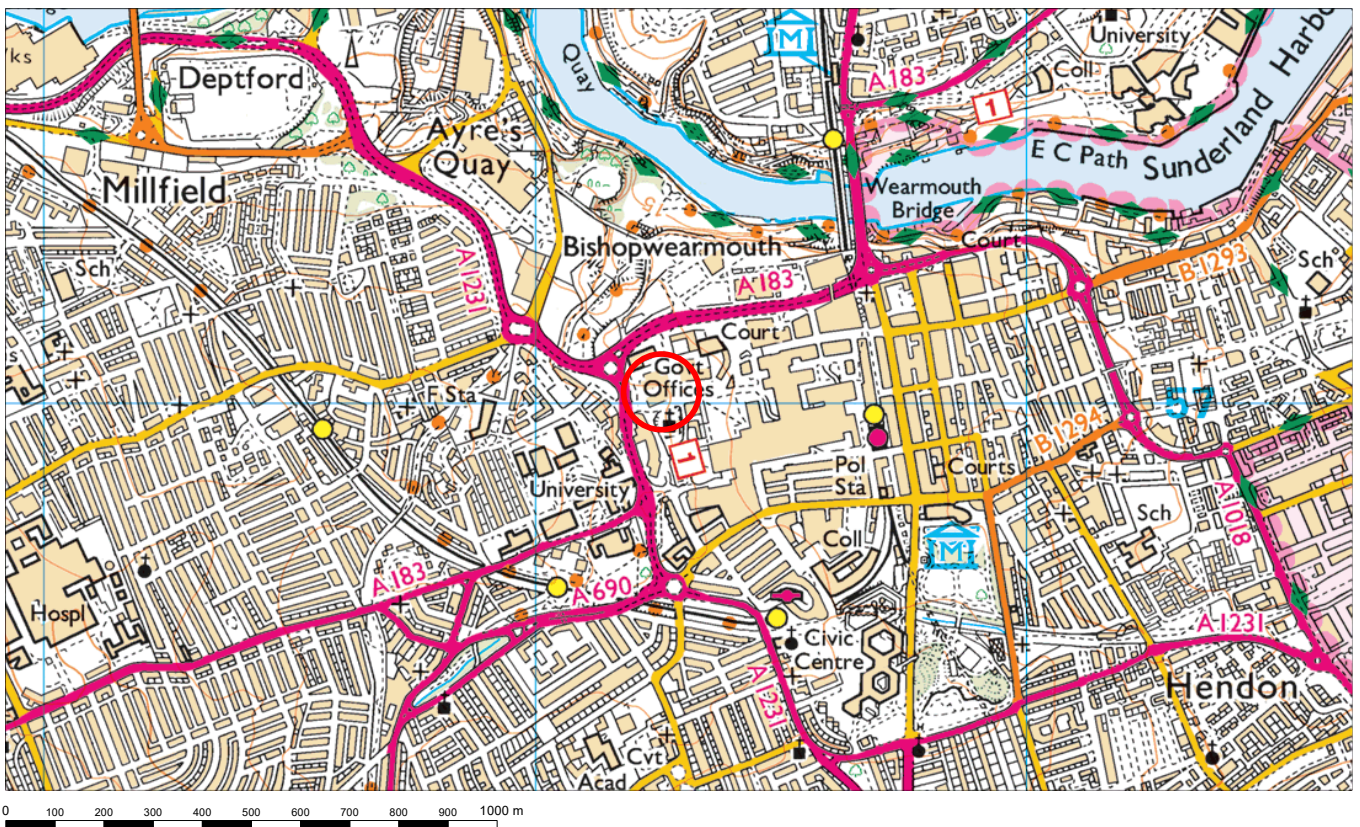 Quay
M
University
Coll
A 183
1
Harbo
Sunderland
E C Path
Wearmouth
Bridge
Deptford
Ayre's
Quay
Millfield
Sch
A 1231
Bishopwearmouth
15
A 183
Court
Court
B 1293
Sch
Offices
F Sta
57
B 1294
1
Pol
Sta
Courts
University
Sch
A 1018
M
Coll
A 183
A 690
Hospl
Civic
Centre
A 1231
A 1231
Hendon
Cvt
Acad
0 100 200 300 400 500 600 700 800 900 1000 m